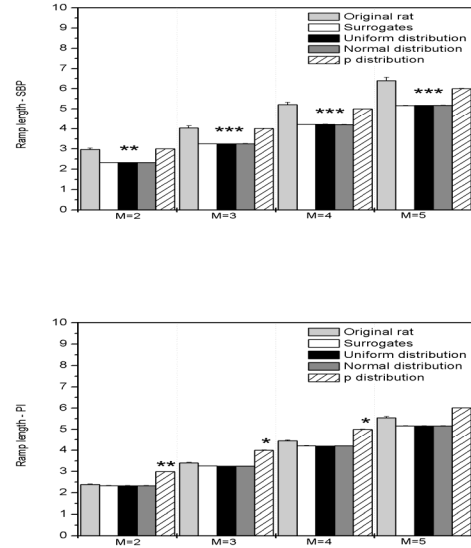 10
9
8
7
6
5
4
3
2
1
0
Ramp length - SBP
Original rat
Surrogates
Uniform distribution
Normal distribution
p distribution
**
***
***
***
M=2 M=3 M=4 M=5
10
9
8
7
6
5
4
3
2
1
0
Ramp length - PI
Original rat
Surrogates
Uniform distribution
Normal distribution
p distribution
**
*
*
M=2 M=3 M=4 M=5